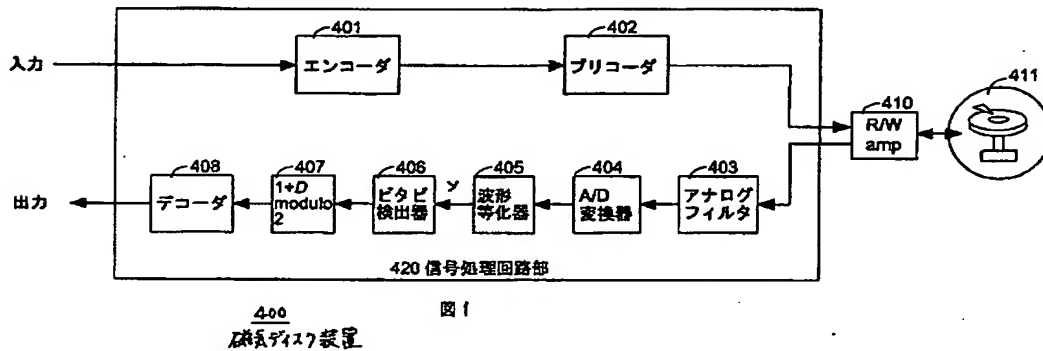 401
402
入力
エンコーダ
プリコーダ
411
410
R/W
amp
408
407
406
405
404
403
出力
デコーダ
1+D
modulo
2
ビタビ
検出器
y
波形
等化器
A/D
変換器
アナログ
フィルタ
420 信号処理回路部
図1
400
磁気ディスク装置